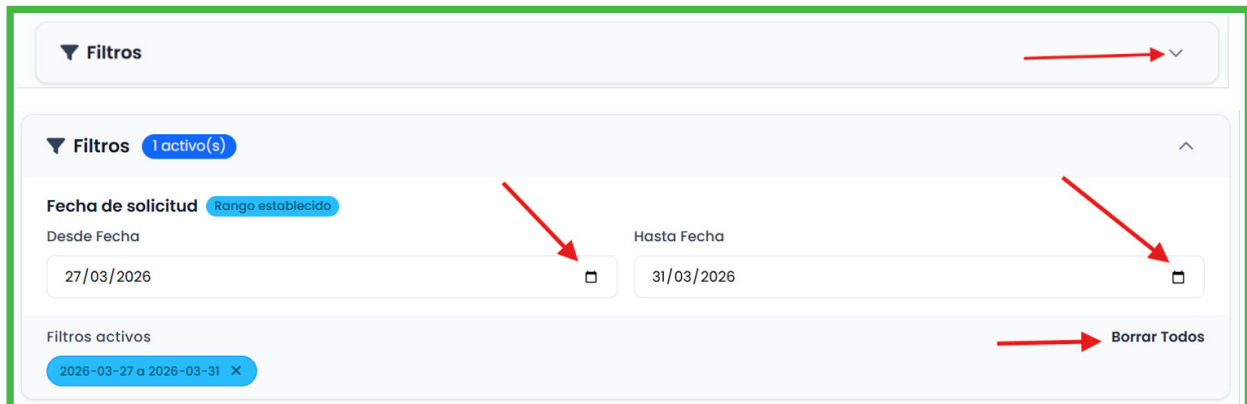 Filtros
Filtros 1 activo(s)
Fecha de solicitud Rango establecido
Desde Fecha Hasta Fecha
27/03/2026 31/03/2026
Filtros activos Borrar Todos
2026-03-27 a 2026-03-31 ×